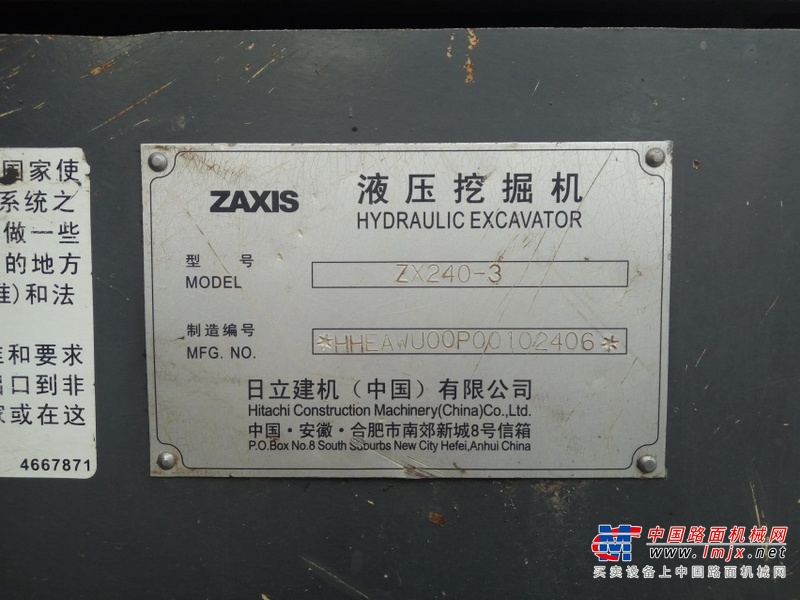 国家使
系统之
做一些
的地方
和法
和要求
口到非
或在这
4667871
ZAXIS
液压挖掘机
HYDRAULIC EXCAVATOR
型 号
MODEL
ZX240-3
制造编号
MFG. NO.
*HHEAWU00P00102406*
日立建机（中国）有限公司
Hitachi Construction Machinery(China)Co.,Ltd.
中国·安徽·合肥市南郊新城8号信箱
P.O.Box No.8 South Suburbs New City Hefei,Anhui China
中国路面机械网
www.lmjx.net
买卖设备上中国路面机械网